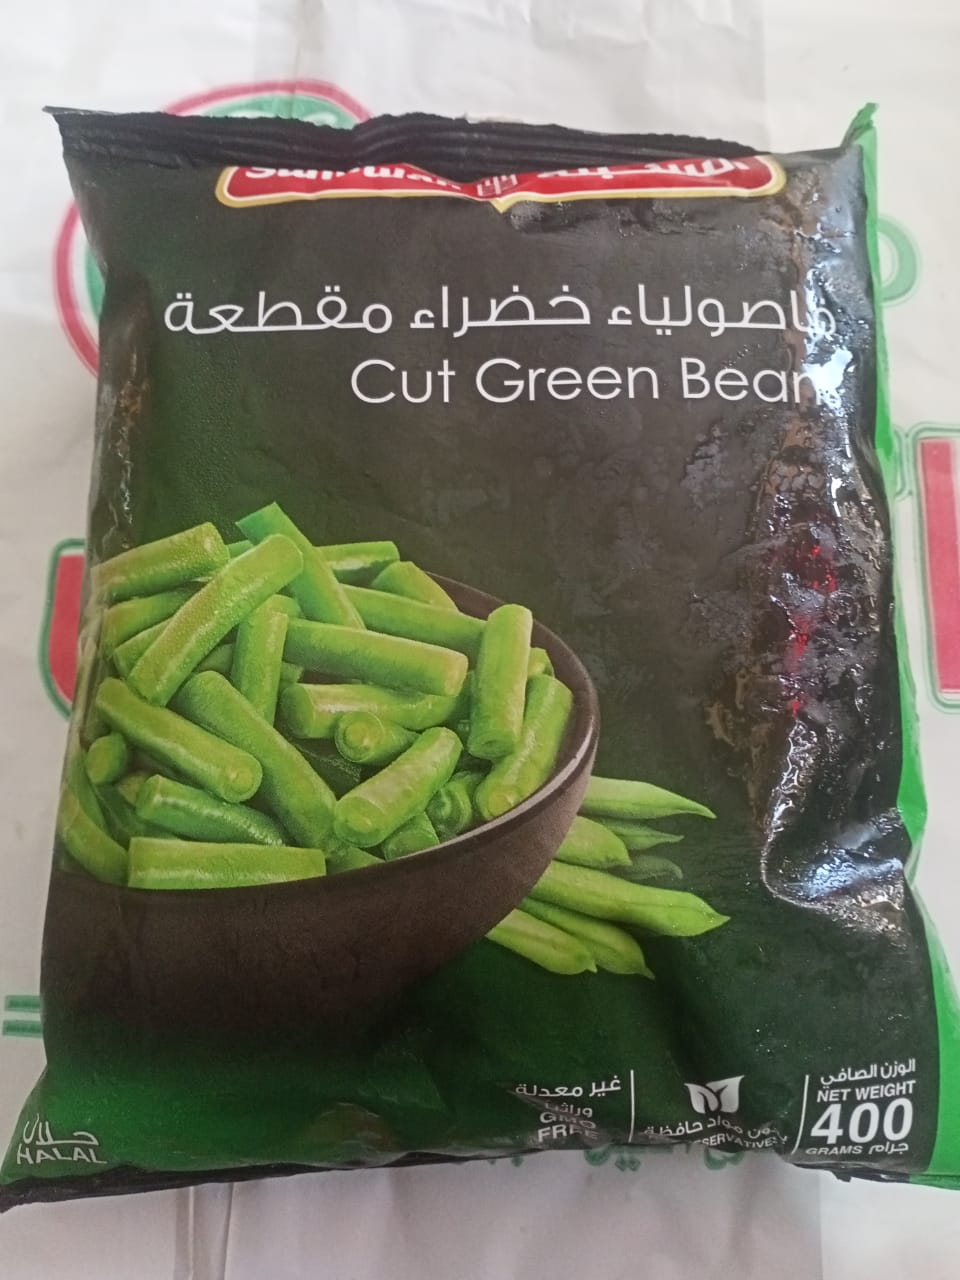 فاصولياء خضراء مقطعة
Cut Green Bean
غير معدلة
وراثيا
GMO
FREE
بدون مواد حافظة
الوزن الصافي
NET WEIGHT
400
GRAMS جرام
حلال
HALAL